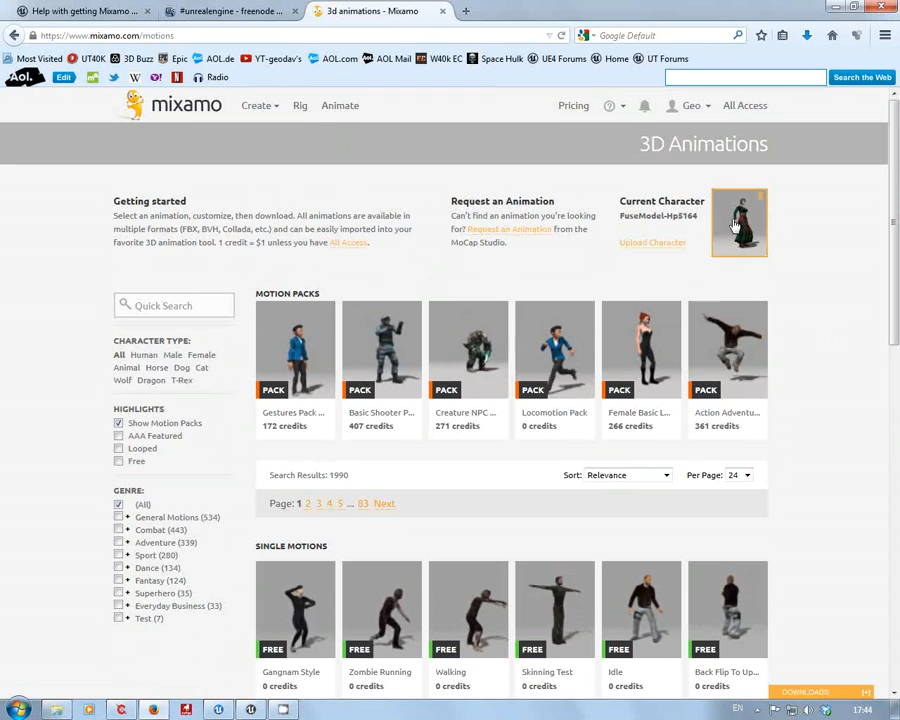 Help with getting Mixamo ...
#unrealengine - freenode ...
3d animations - Mixamo
https://www.mixamo.com/motions
Google Default
Most Visited UT40K 3D Buzz Epic AOL.de YT-geodav's AOL.com AOL Mail W40k EC Space Hulk UE4 Forums Home UT Forums
Aol. Edit Radio
Search the Web
mixamo Create Rig Animate Pricing Geo All Access
3D Animations
Getting started
Select an animation, customize, then download. All animations are available in
multiple formats (FBX, BVH, Collada, etc.) and can be easily imported into your
favorite 3D animation tool. 1 credit = $1 unless you have All Access.
Request an Animation
Can't find an animation you're looking
for? Request an Animation from the
MoCap Studio.
Current Character
FuseModel-Hp5164
Upload Character
Quick Search
CHARACTER TYPE:
All Human Male Female
Animal Horse Dog Cat
Wolf Dragon T-Rex
HIGHLIGHTS
Show Motion Packs
AAA Featured
Looped
Free
GENRE:
(All)
General Motions (534)
Combat (443)
Adventure (339)
Sport (280)
Dance (134)
Fantasy (124)
Superhero (35)
Everyday Business (33)
Test (7)
MOTION PACKS
PACK PACK PACK PACK PACK PACK
Gestures Pack ... Basic Shooter P... Creature NPC ... Locomotion Pack Female Basic L... Action Adventu...
172 credits 407 credits 271 credits 0 credits 266 credits 361 credits
Search Results: 1990 Sort: Relevance Per Page: 24
Page: 1 2 3 4 5 ... 83 Next
SINGLE MOTIONS
FREE FREE FREE FREE FREE FREE
Gangnam Style Zombie Running Walking Skinning Test Idle Back Flip To Up...
0 credits 0 credits 0 credits 0 credits 0 credits 0 credits
DOWNLOADS [+]
EN 17:44